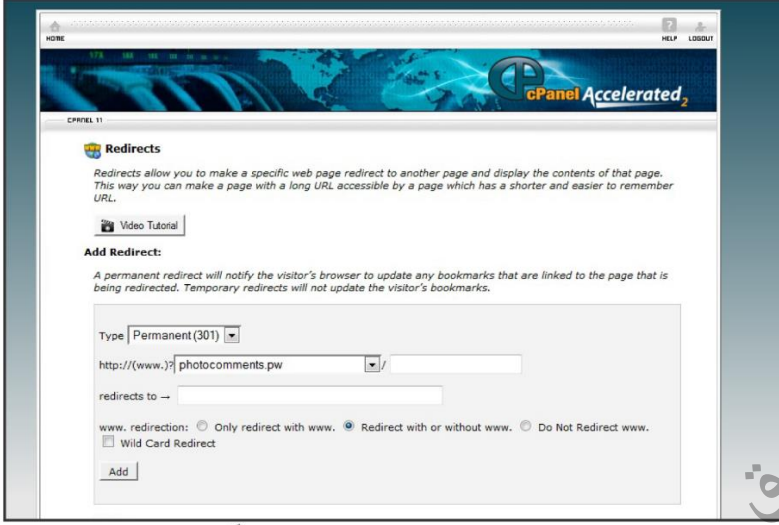 HOME
HELP LOGOUT
cPanel Accelerated2
CPANEL 11
Redirects
Redirects allow you to make a specific web page redirect to another page and display the contents of that page.
This way you can make a page with a long URL accessible by a page which has a shorter and easier to remember
URL.
Video Tutorial
Add Redirect:
A permanent redirect will notify the visitor's browser to update any bookmarks that are linked to the page that is
being redirected. Temporary redirects will not update the visitor's bookmarks.
Type Permanent (301)
http://(www.)? photocomments.pw /
redirects to →
www. redirection: Only redirect with www. Redirect with or without www. Do Not Redirect www.
Wild Card Redirect
Add